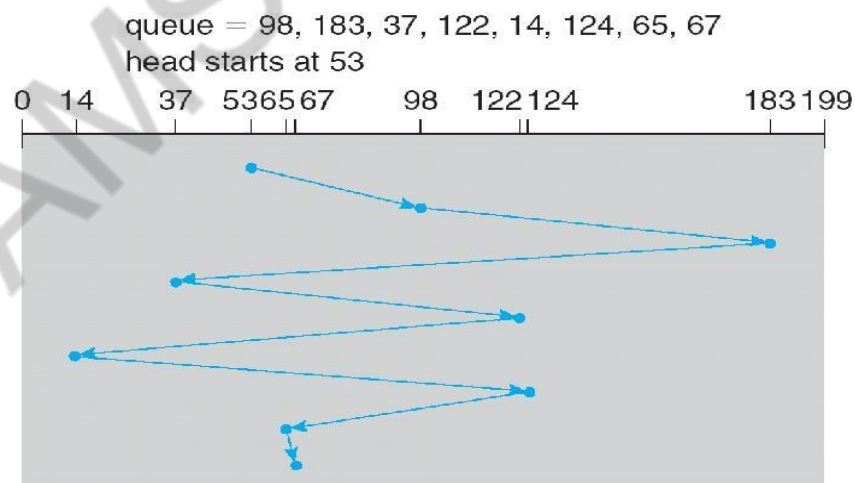 queue = 98, 183, 37, 122, 14, 124, 65, 67
head starts at 53
0 14 37 536567 98 122124 183199